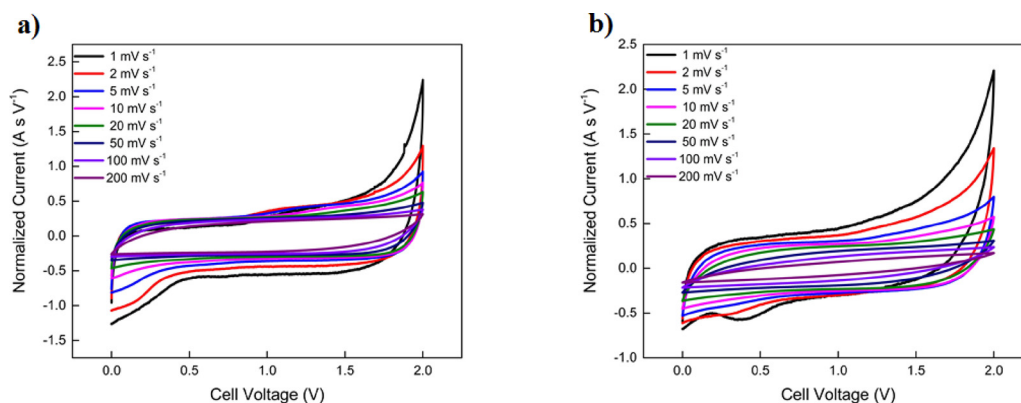 a)
1 mV s⁻¹
2 mV s⁻¹
5 mV s⁻¹
10 mV s⁻¹
20 mV s⁻¹
50 mV s⁻¹
100 mV s⁻¹
200 mV s⁻¹
2.5
2.0
1.5
1.0
0.5
0.0
-0.5
-1.0
-1.5
Normalized Current (A s V⁻¹)
0.0 0.5 1.0 1.5 2.0
Cell Voltage (V)
b)
1 mV s⁻¹
2 mV s⁻¹
5 mV s⁻¹
10 mV s⁻¹
20 mV s⁻¹
50 mV s⁻¹
100 mV s⁻¹
200 mV s⁻¹
2.5
2.0
1.5
1.0
0.5
0.0
-0.5
-1.0
Normalized Current (A s V⁻¹)
0.0 0.5 1.0 1.5 2.0
Cell Voltage (V)